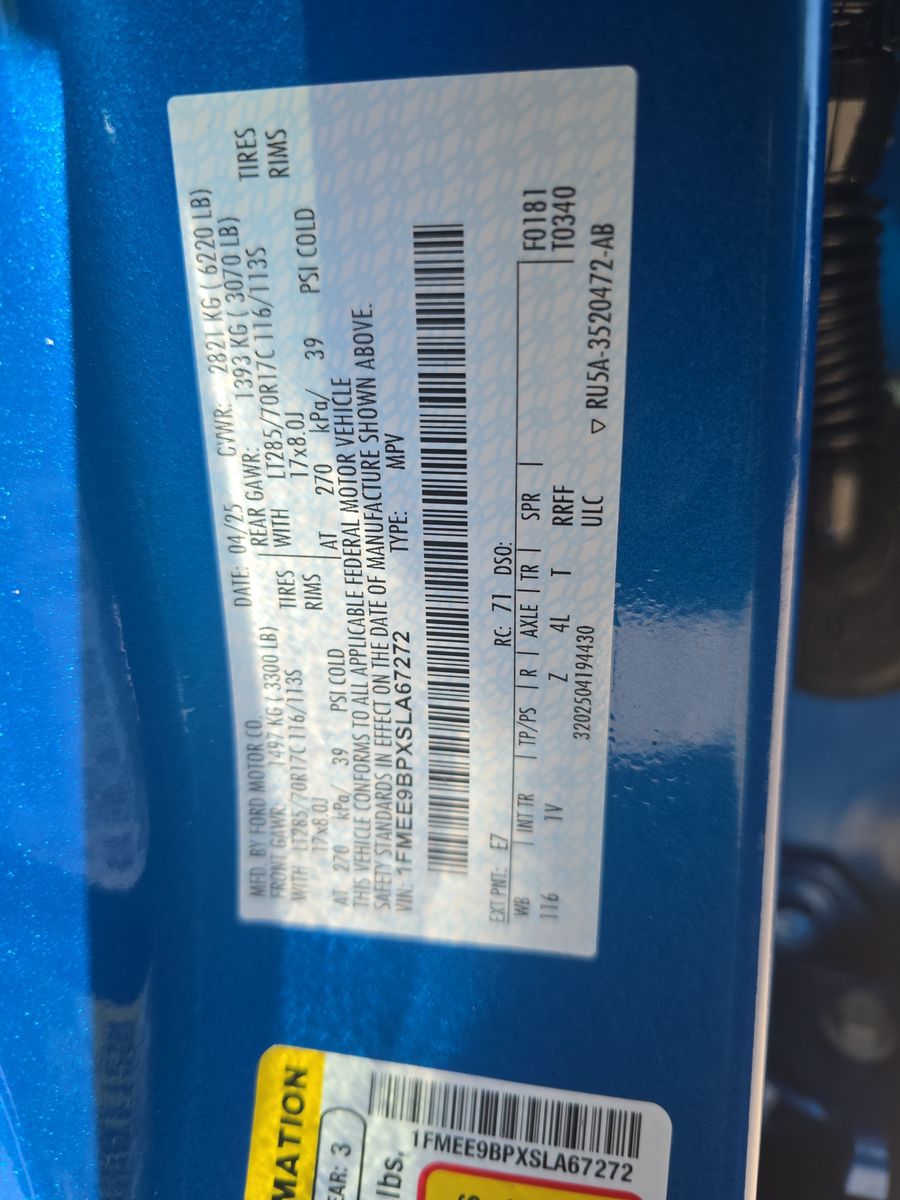 MFD. BY FORD MOTOR CO. DATE: 04/25 GVWR: 2821 KG ( 6220 LB)
FRONT GAWR: 1497 KG ( 3300 LB) REAR GAWR: 1393 KG ( 3070 LB)
WITH LT285/70R17C 116/113S TIRES WITH LT285/70R17C 116/113S TIRES
17x8.0J RIMS 17x8.0J RIMS
AT 270 kPa/ 39 PSI COLD AT 270 kPa/ 39 PSI COLD
THIS VEHICLE CONFORMS TO ALL APPLICABLE FEDERAL MOTOR VEHICLE
SAFETY STANDARDS IN EFFECT ON THE DATE OF MANUFACTURE SHOWN ABOVE.
VIN: 1FMEE9BPXSLA67272 TYPE: MPV
EXT PNT: E7 RC: 71 DSO:
WB INT TR TP/PS R AXLE TR SPR F0181
116 1V Z 4L T RRFF T0340
3202504194430 ULC ▽ RU5A-3520472-AB
MATION
EAR: 3
lbs.
1FMEE9BPXSLA67272